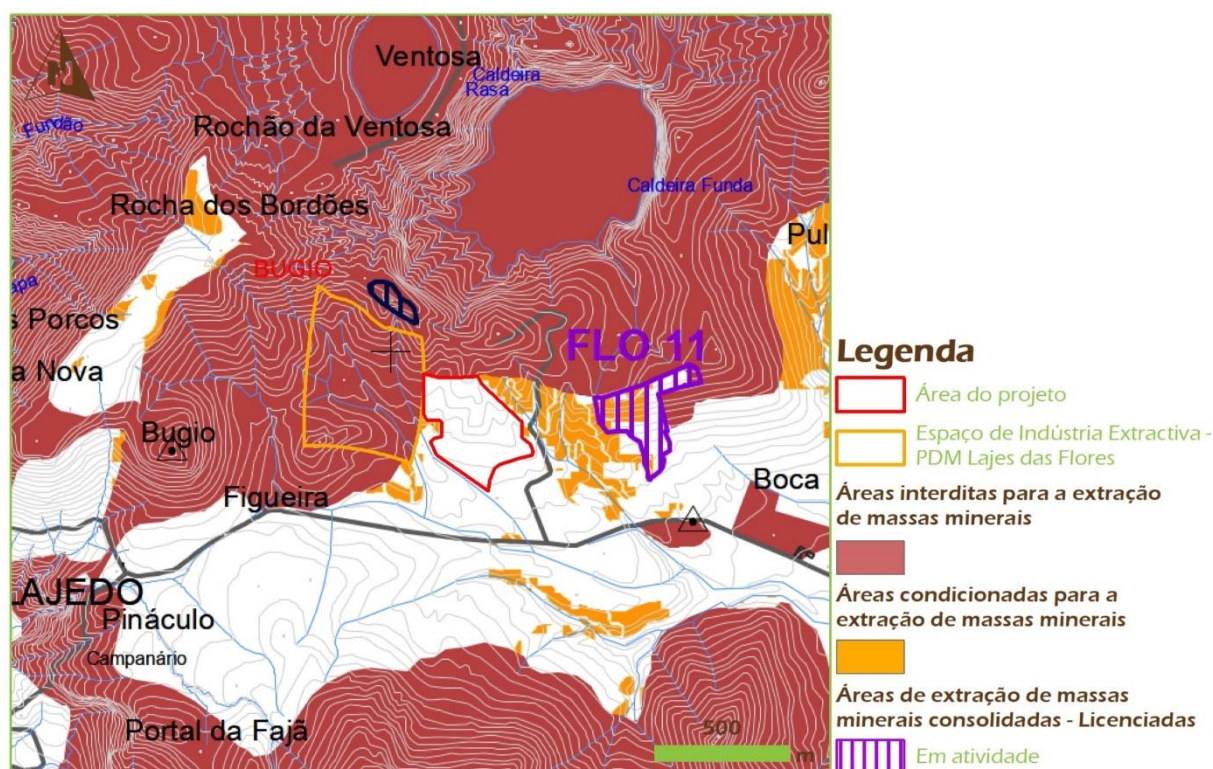 N
Ventosa
Caldeira
Rasa
Fundão
Rochão da Ventosa
Caldeira Funda
Rocha dos Bordões
Pul
BUGIO
apa
s Porcos
FLO 11
a Nova
Bugio
Boca
Figueira
AJEDO
Pináculo
Campanário
Portal da Fajã
500
m
Legenda
Área do projeto
Espaço de Indústria Extractiva -
PDM Lajes das Flores
Áreas interditas para a extração
de massas minerais
Áreas condicionadas para a
extração de massas minerais
Áreas de extração de massas
minerais consolidadas - Licenciadas
Em atividade